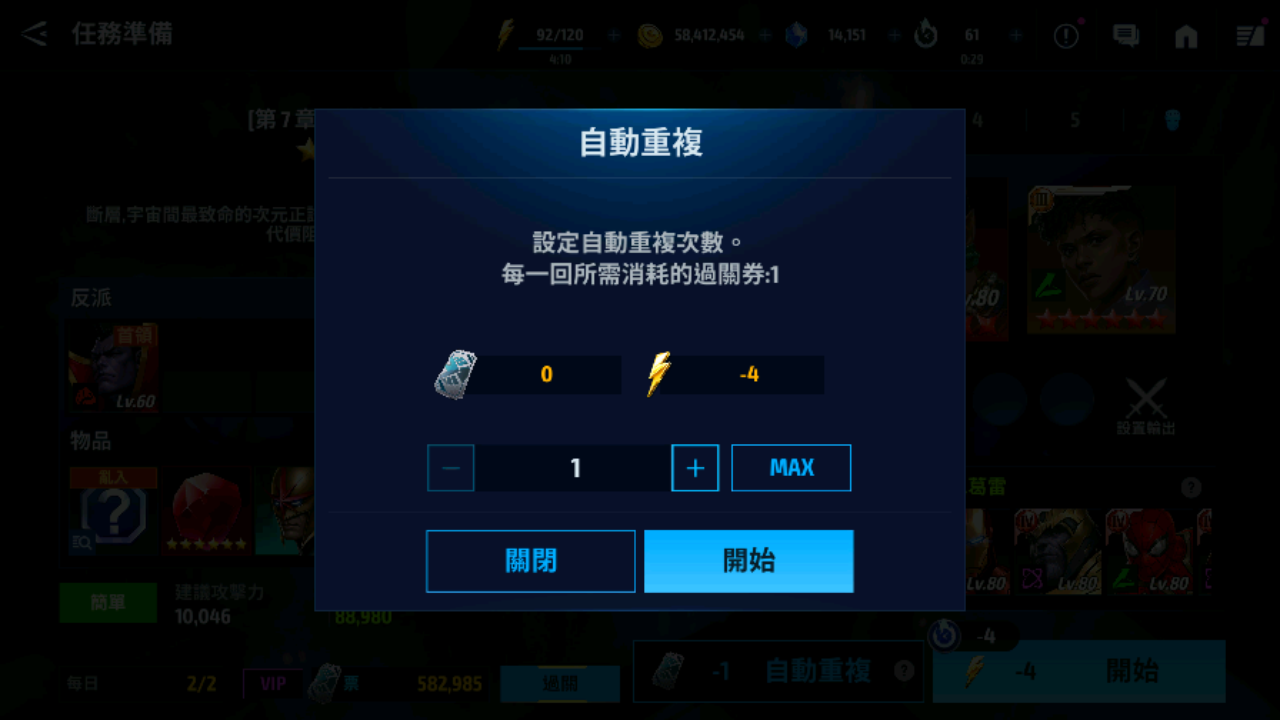 任務準備
92/120
4:10
58,412,454
14,151
61
0:29
[第 7 章
4
5
自動重複
斷層,宇宙間最致命的次元正
代價阻
設定自動重複次數。
每一回所需消耗的過關券:1
反派
首領
Lv.60
0
-4
III
Lv.80
Lv.70
設置輸出
物品
亂入
?
1
MAX
葛雷
?
關閉
開始
Lv.80
IV
Lv.80
IV
Lv.80
簡單
建議攻擊力
10,046
88,980
-4
每日
2/2
VIP
票
582,985
過關
-1
自動重複
?
-4
開始